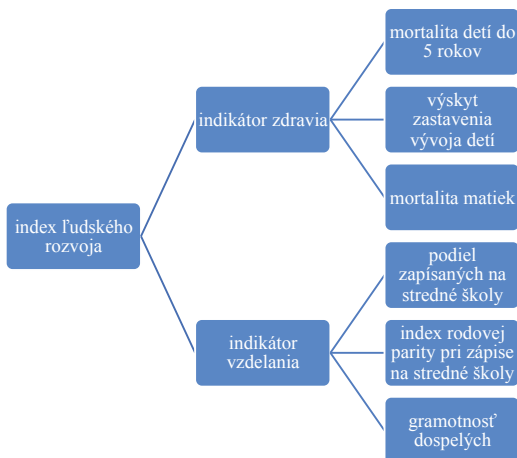 mortalita detí do
5 rokov
indikátor zdravia
výskyt
zastavenia
vývoja detí
mortalita matiek
index ľudského
rozvoja
podiel
zapísaných na
stredné školy
indikátor
vzdelania
index rodovej
parity pri zápise
na stredné školy
gramotnosť
dospelých